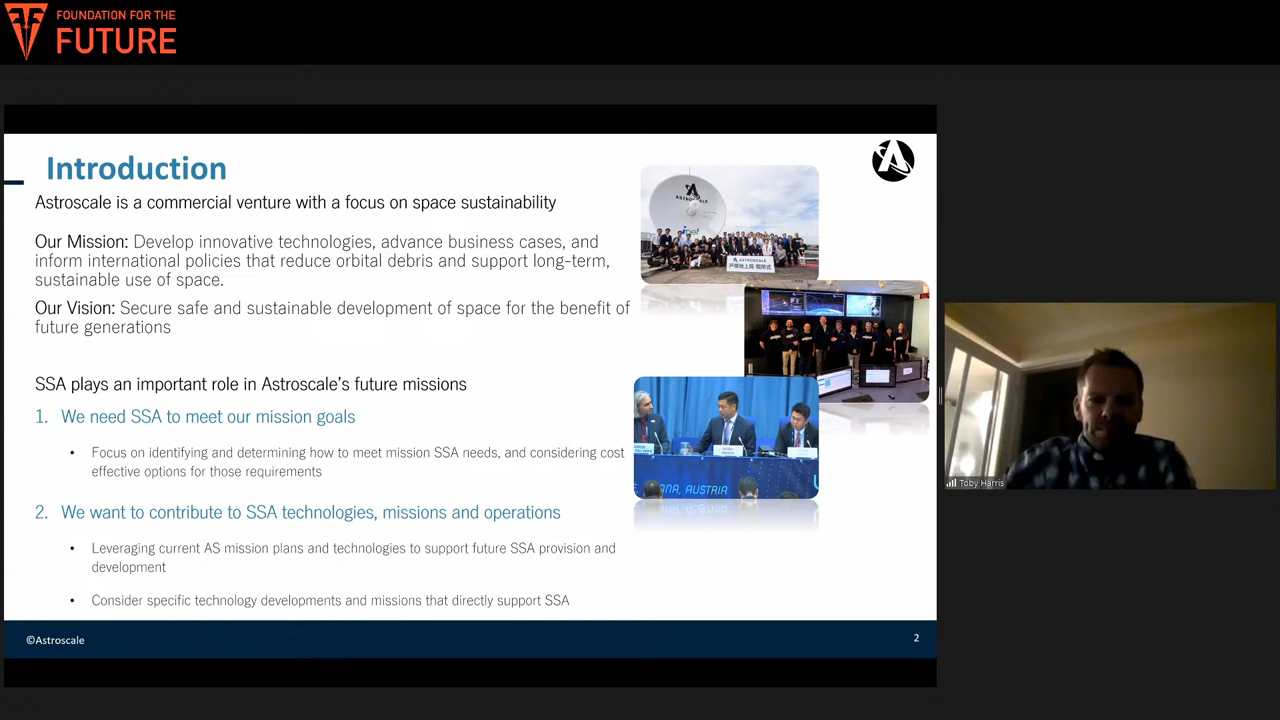 FOUNDATION FOR THE
FUTURE
Introduction
Astroscale is a commercial venture with a focus on space sustainability
Our Mission: Develop innovative technologies, advance business cases, and
inform international policies that reduce orbital debris and support long-term,
sustainable use of space.
Our Vision: Secure safe and sustainable development of space for the benefit of
future generations
SSA plays an important role in Astroscale's future missions
1. We need SSA to meet our mission goals
• Focus on identifying and determining how to meet mission SSA needs, and considering cost
effective options for those requirements
2. We want to contribute to SSA technologies, missions and operations
• Leveraging current AS mission plans and technologies to support future SSA provision and
development
• Consider specific technology developments and missions that directly support SSA
ASTROSCALE
ASTROSCALE
NA, AUSTRIA
Toby Harris
©Astroscale
2